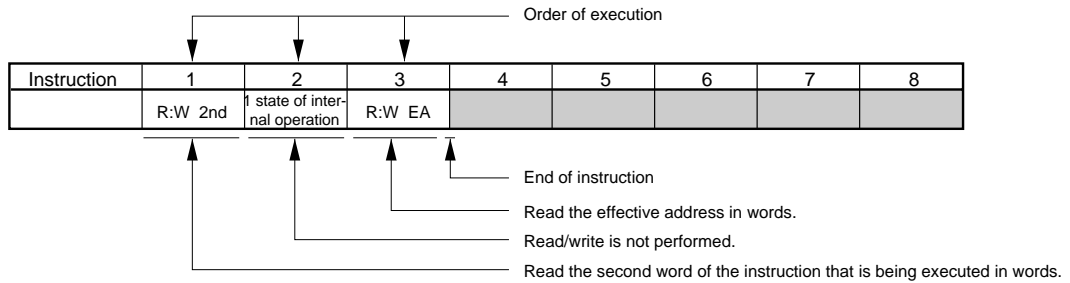 Order of execution
Instruction 1 2 3 4 5 6 7 8
R:W 2nd 1 state of inter- R:W EA
nal operation
End of instruction
Read the effective address in words.
Read/write is not performed.
Read the second word of the instruction that is being executed in words.